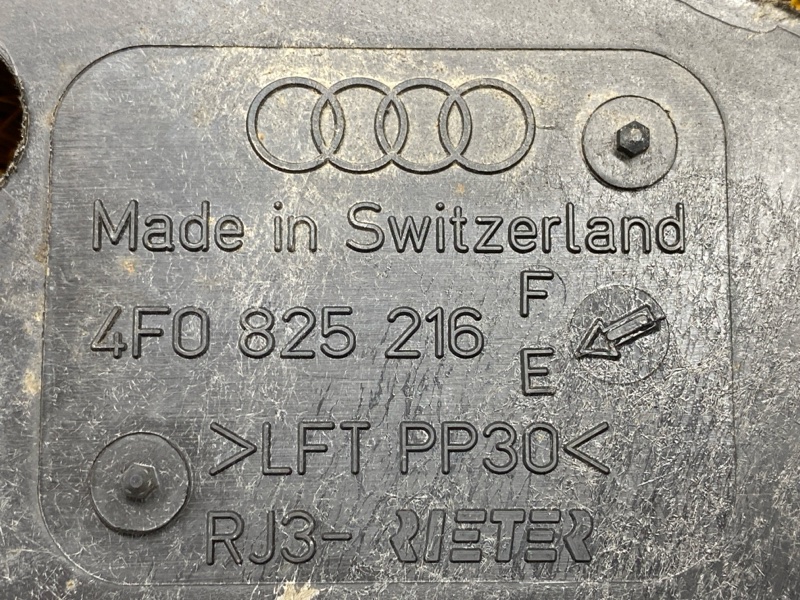 Made in Switzerland
4F0 825 216 F
E
>LFT PP30<
RJ3- RIETER